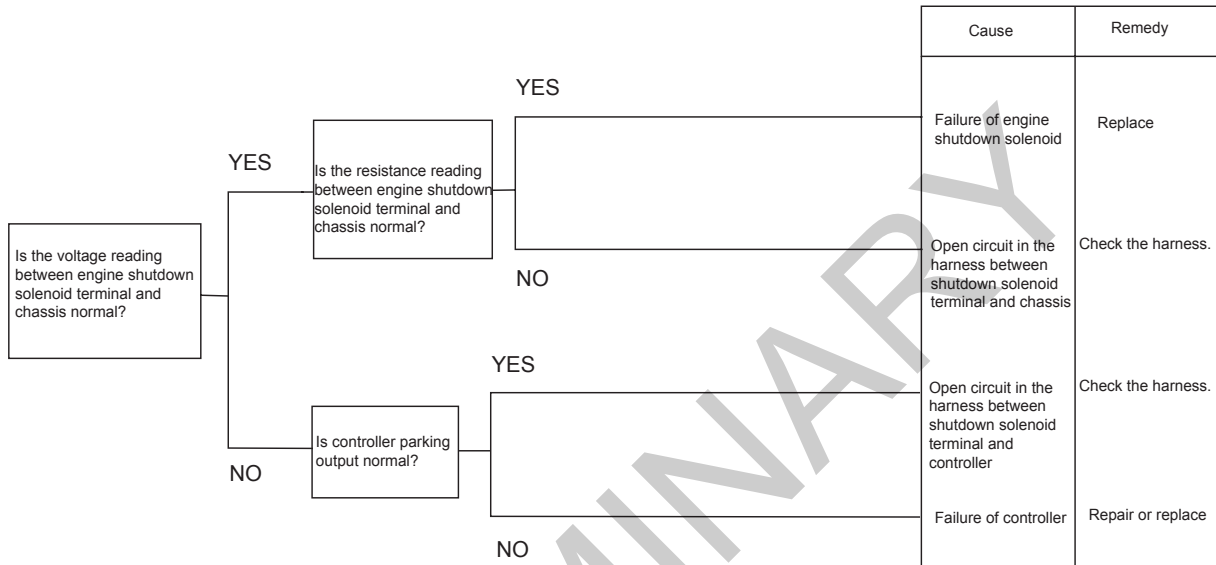 Cause
Remedy
YES
Failure of engine
shutdown solenoid
Replace
YES
Is the resistance reading
between engine shutdown
solenoid terminal and
chassis normal?
Is the voltage reading
between engine shutdown
solenoid terminal and
chassis normal?
NO
Open circuit in the
harness between
shutdown solenoid
terminal and chassis
Check the harness.
YES
Open circuit in the
harness between
shutdown solenoid
terminal and
controller
Check the harness.
NO
Is controller parking
output normal?
NO
Failure of controller
Repair or replace
MINARY